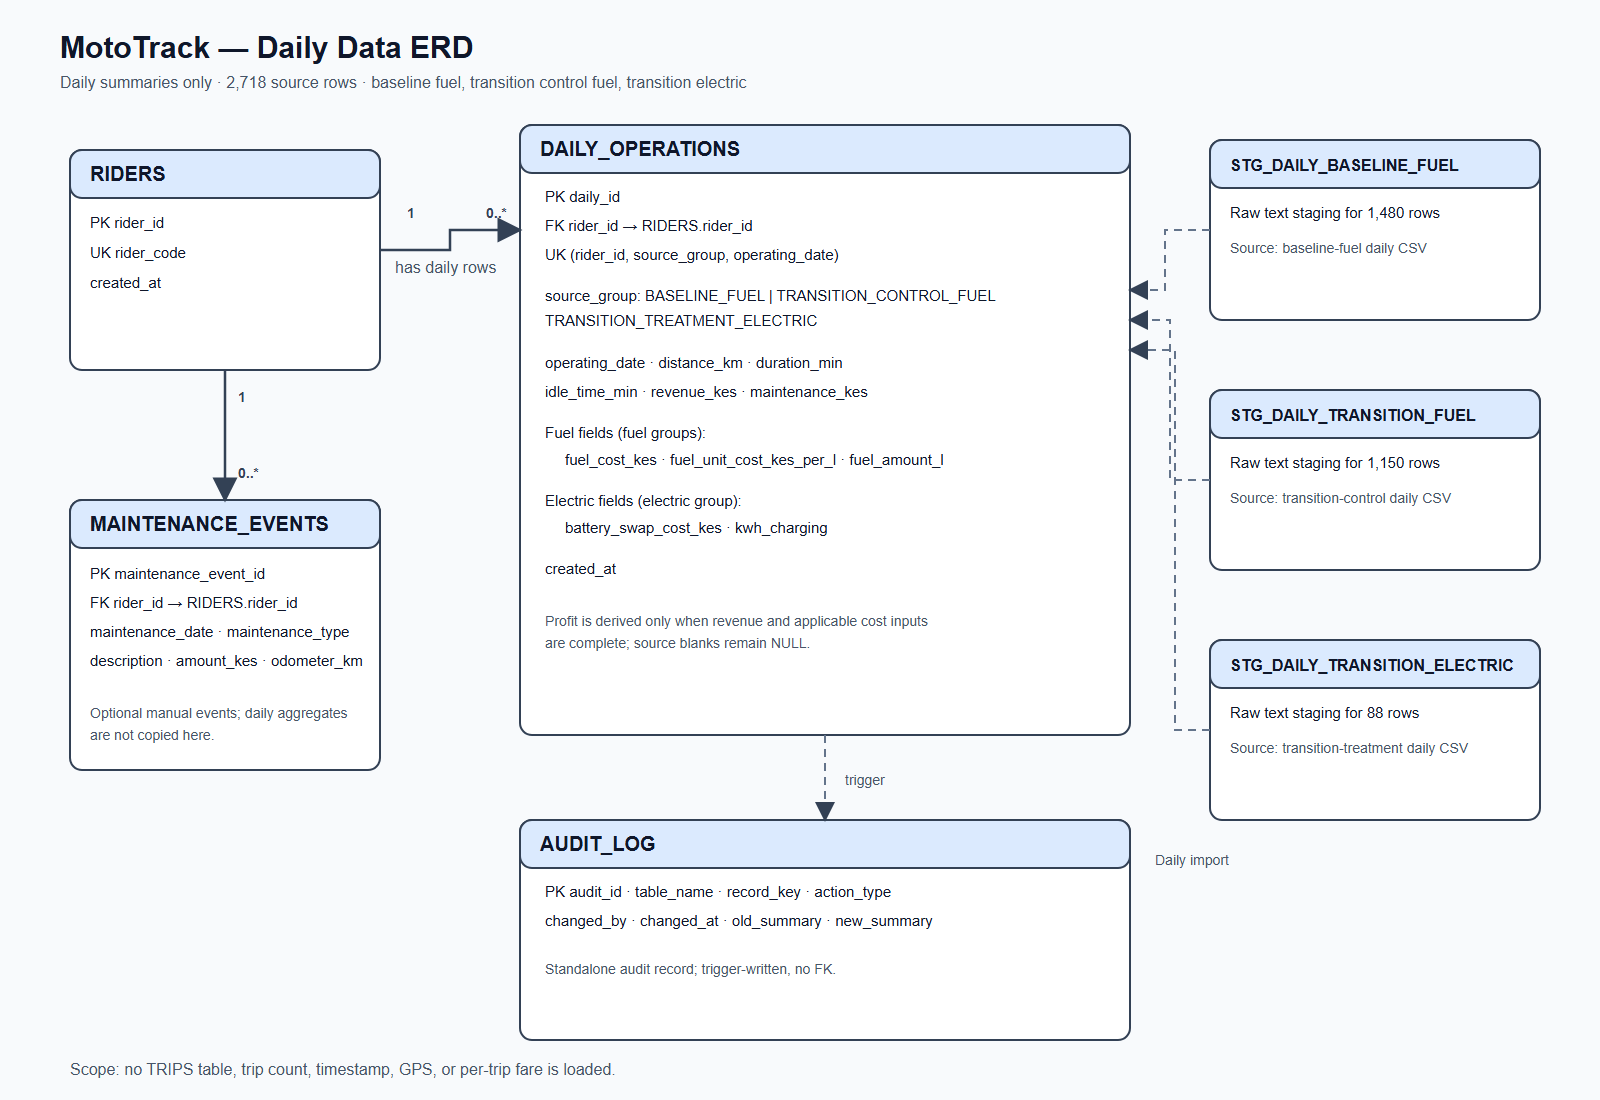 MotoTrack — Daily Data ERD
Daily summaries only · 2,718 source rows · baseline fuel, transition control fuel, transition electric
RIDERS
PK rider_id
UK rider_code
created_at
1
0..*
has daily rows
1
0..*
MAINTENANCE_EVENTS
PK maintenance_event_id
FK rider_id → RIDERS.rider_id
maintenance_date · maintenance_type
description · amount_kes · odometer_km
Optional manual events; daily aggregates
are not copied here.
DAILY_OPERATIONS
PK daily_id
FK rider_id → RIDERS.rider_id
UK (rider_id, source_group, operating_date)
source_group: BASELINE_FUEL | TRANSITION_CONTROL_FUEL
TRANSITION_TREATMENT_ELECTRIC
operating_date · distance_km · duration_min
idle_time_min · revenue_kes · maintenance_kes
Fuel fields (fuel groups):
fuel_cost_kes · fuel_unit_cost_kes_per_l · fuel_amount_l
Electric fields (electric group):
battery_swap_cost_kes · kwh_charging
created_at
Profit is derived only when revenue and applicable cost inputs
are complete; source blanks remain NULL.
trigger
AUDIT_LOG
PK audit_id · table_name · record_key · action_type
changed_by · changed_at · old_summary · new_summary
Standalone audit record; trigger-written, no FK.
STG_DAILY_BASELINE_FUEL
Raw text staging for 1,480 rows
Source: baseline-fuel daily CSV
STG_DAILY_TRANSITION_FUEL
Raw text staging for 1,150 rows
Source: transition-control daily CSV
STG_DAILY_TRANSITION_ELECTRIC
Raw text staging for 88 rows
Source: transition-treatment daily CSV
Daily import
Scope: no TRIPS table, trip count, timestamp, GPS, or per-trip fare is loaded.